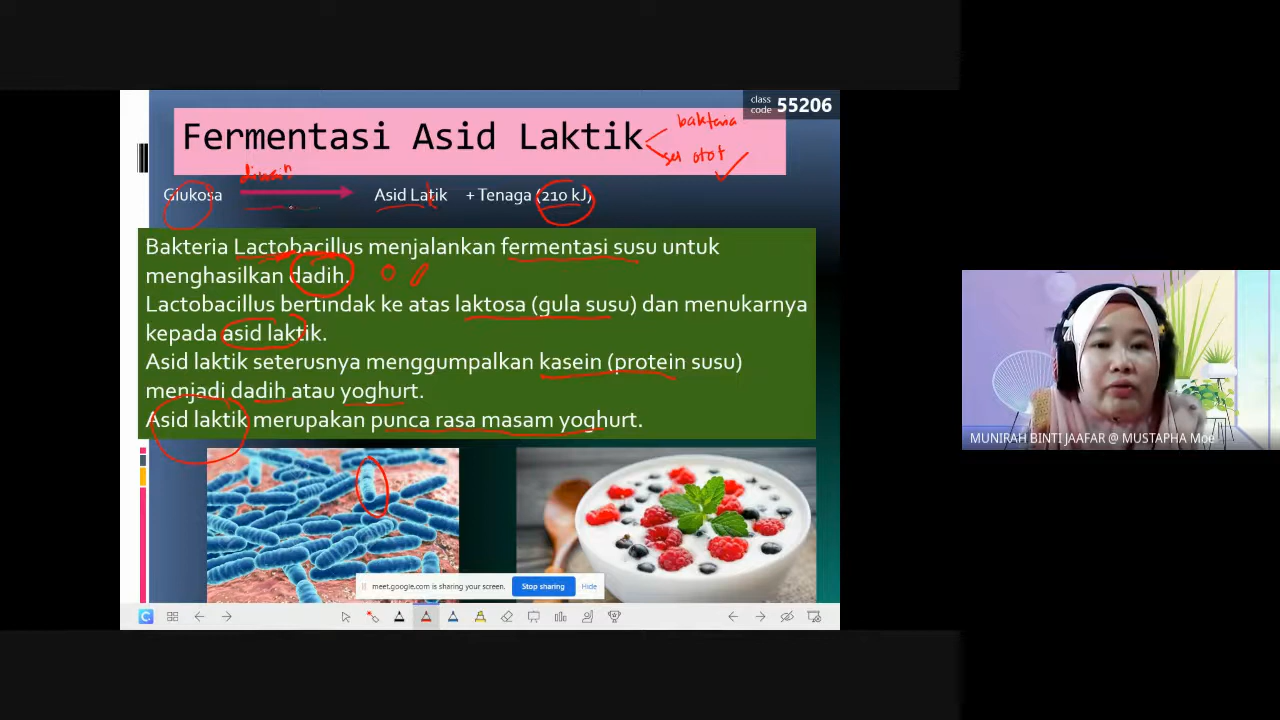 class
code 55206
Fermentasi Asid Laktik
bakteria
sel otot
Glukosa
Asid Latik + Tenaga (210 kJ)
Bakteria Lactobacillus menjalankan fermentasi susu untuk
menghasilkan dadih.
Lactobacillus bertindak ke atas laktosa (gula susu) dan menukarnya
kepada asid laktik.
Asid laktik seterusnya menggumpalkan kasein (protein susu)
menjadi dadih atau yoghurt.
Asid laktik merupakan punca rasa masam yoghurt.
meet.google.com is sharing your screen. Stop sharing Hide
MUNIRAH BINTI JAAFAR @ MUSTAPHA Moe